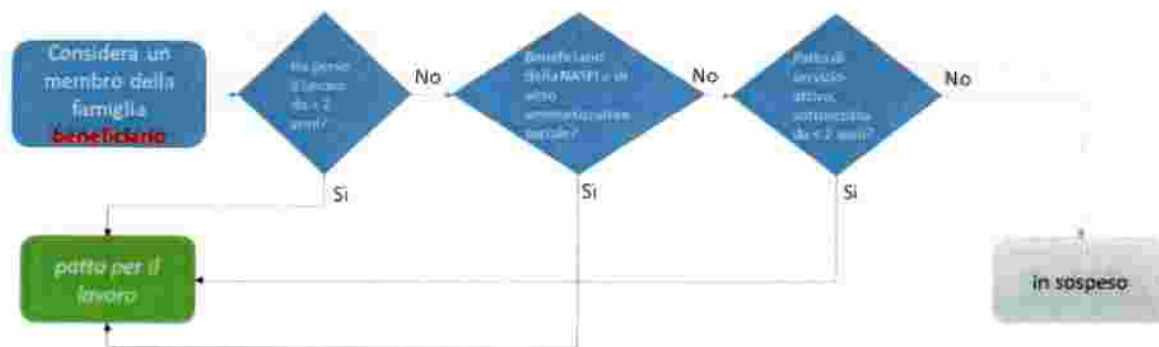 Considera un
membro della
famiglia
beneficiario
Ha perso
il lavoro
da < 2
anni?
No
Beneficiario
della NASPI o di
altro
ammortizzatore
sociale?
No
Patto di
servizio
attivo,
sottoscritto
da < 2 anni?
No
Si
Si
Si
patto per il
lavoro
in sospeso